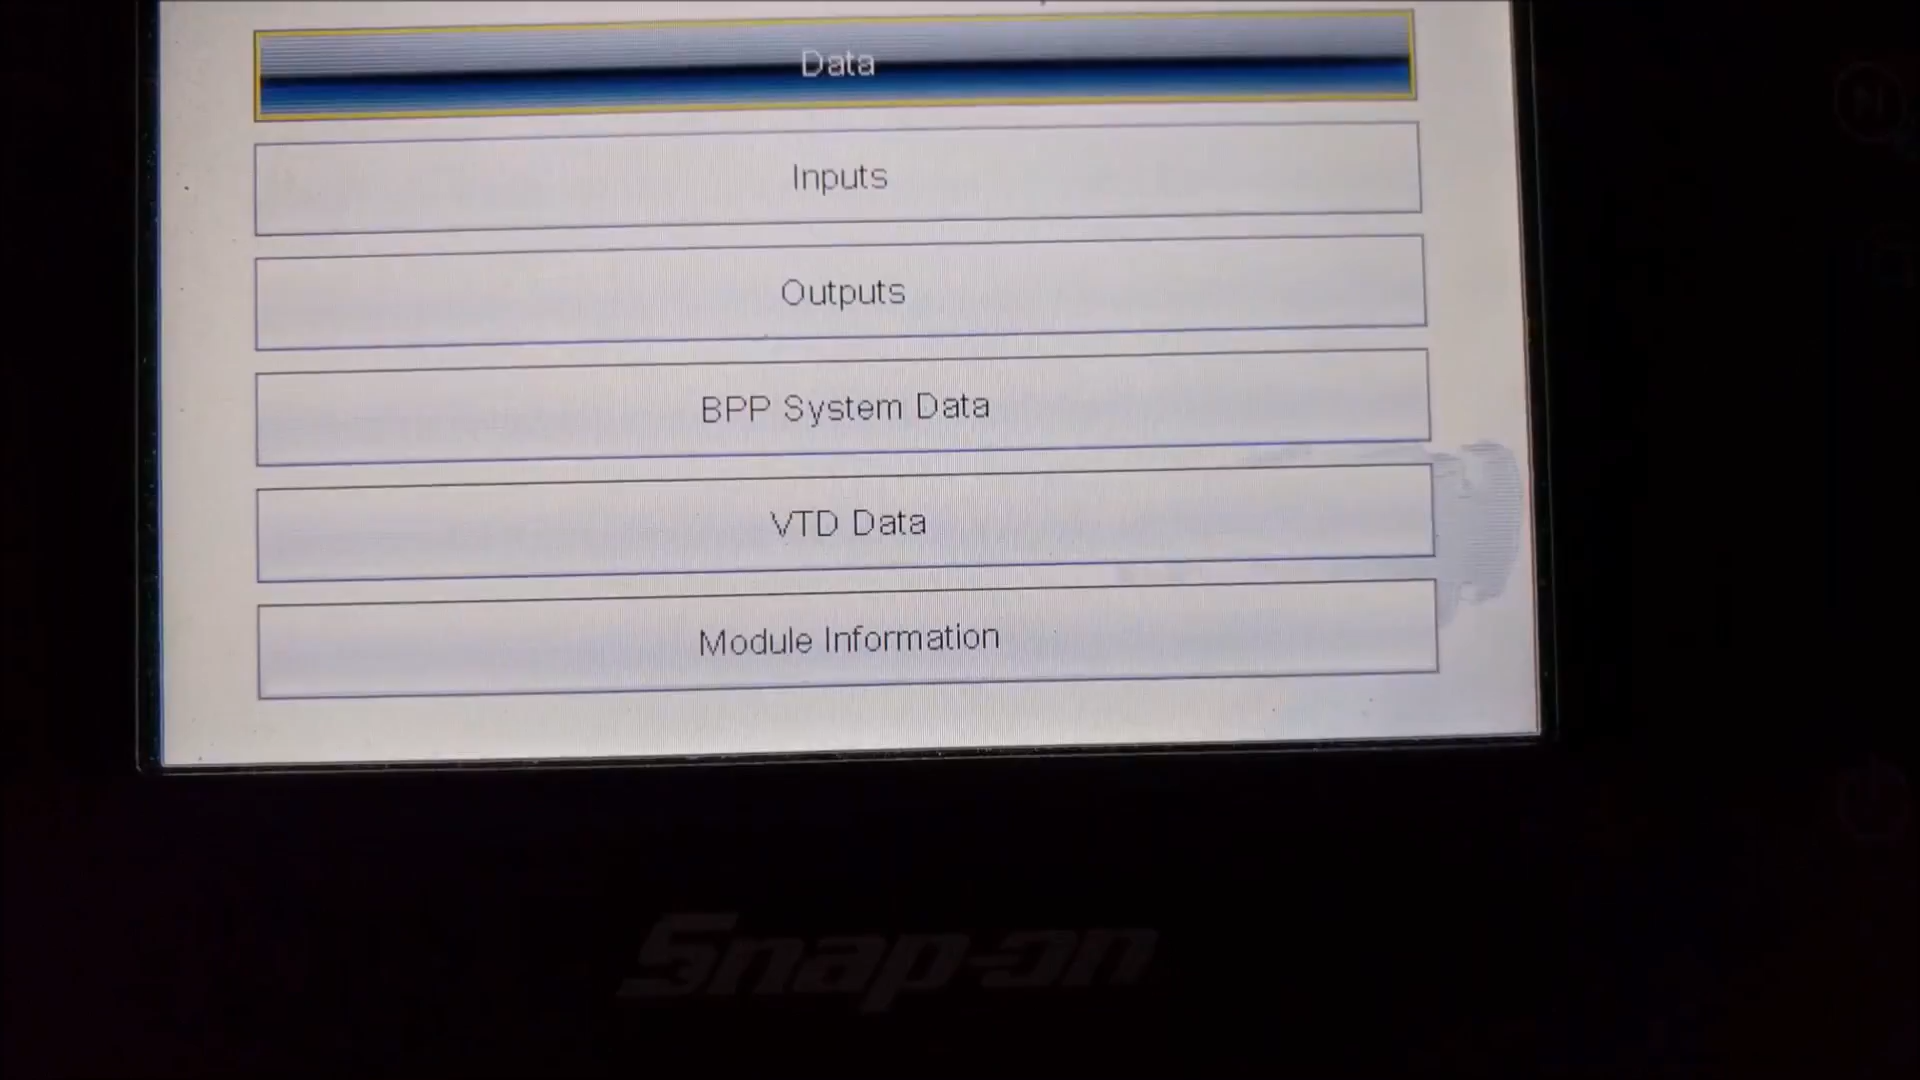 Data
Inputs
Outputs
BPP System Data
VTD Data
Module Information
Snap-on